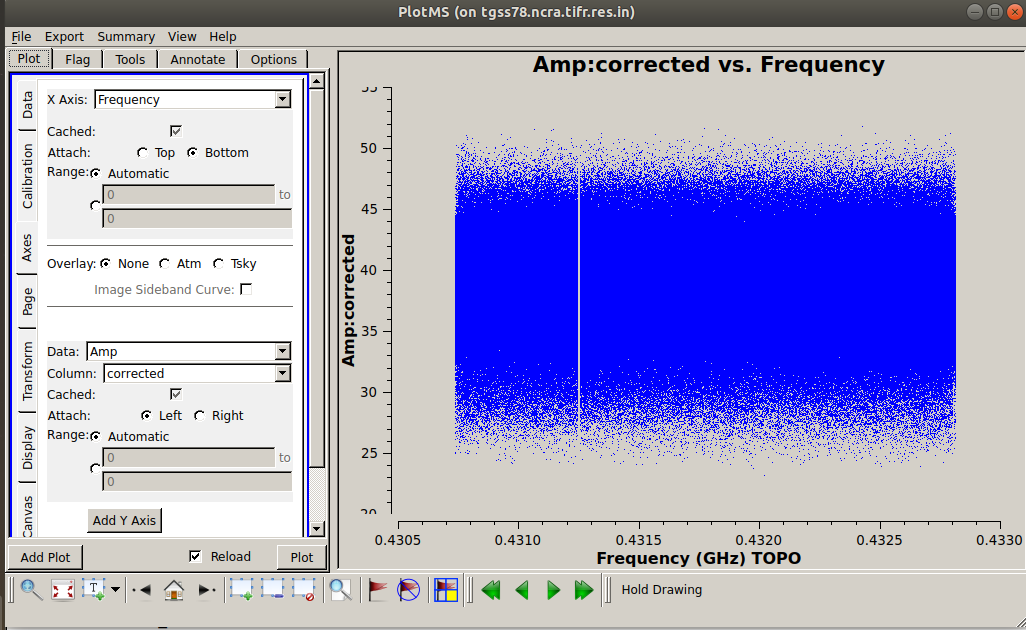 PlotMS (on tgss78.ncra.tifr.res.in)
File Export Summary View Help
Plot Flag Tools Annotate Options
Data
Calibration
Axes
Page
Transform
Display
Canvas
X Axis: Frequency
Cached:
Attach: Top Bottom
Range: Automatic
0 to
0
Overlay: None Atm Tsky
Image Sideband Curve:
Data: Amp
Column: corrected
Cached:
Attach: Left Right
Range: Automatic
0 to
0
Add Y Axis
Add Plot Reload Plot
Amp:corrected vs. Frequency
Amp:corrected
55
50
45
40
35
30
25
20
0.4305 0.4310 0.4315 0.4320 0.4325 0.4330
Frequency (GHz) TOPO
T
Hold Drawing